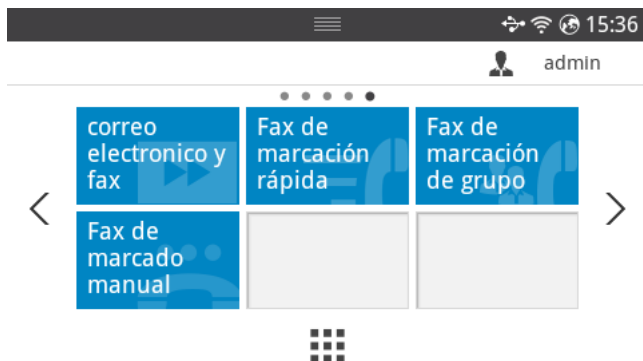 15:36
admin
correo
electronico y
fax
Fax de
marcación
rápida
Fax de
marcación
de grupo
Fax de
marcado
manual